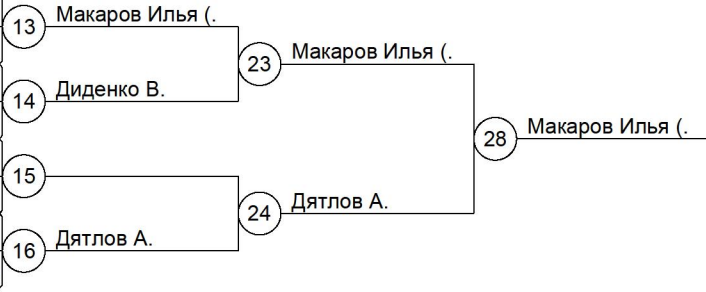 13 Макаров Илья (.
23 Макаров Илья (.
14 Диденко В.
28 Макаров Илья (.
15
24 Дятлов А.
16 Дятлов А.